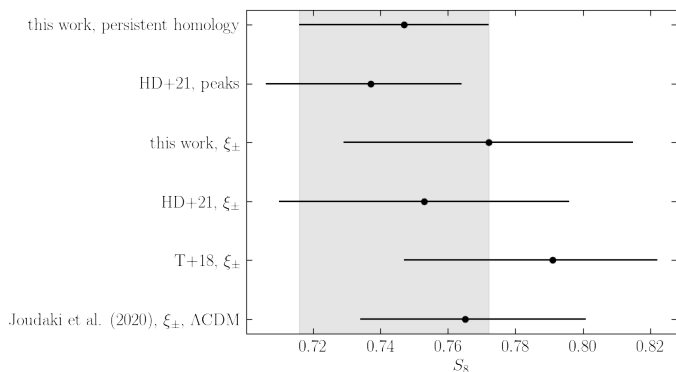 this work, persistent homology
HD+21, peaks
this work, ξ±
HD+21, ξ±
T+18, ξ±
Joudaki et al. (2020), ξ±, ΛCDM
0.72 0.74 0.76 0.78 0.80 0.82
S₈